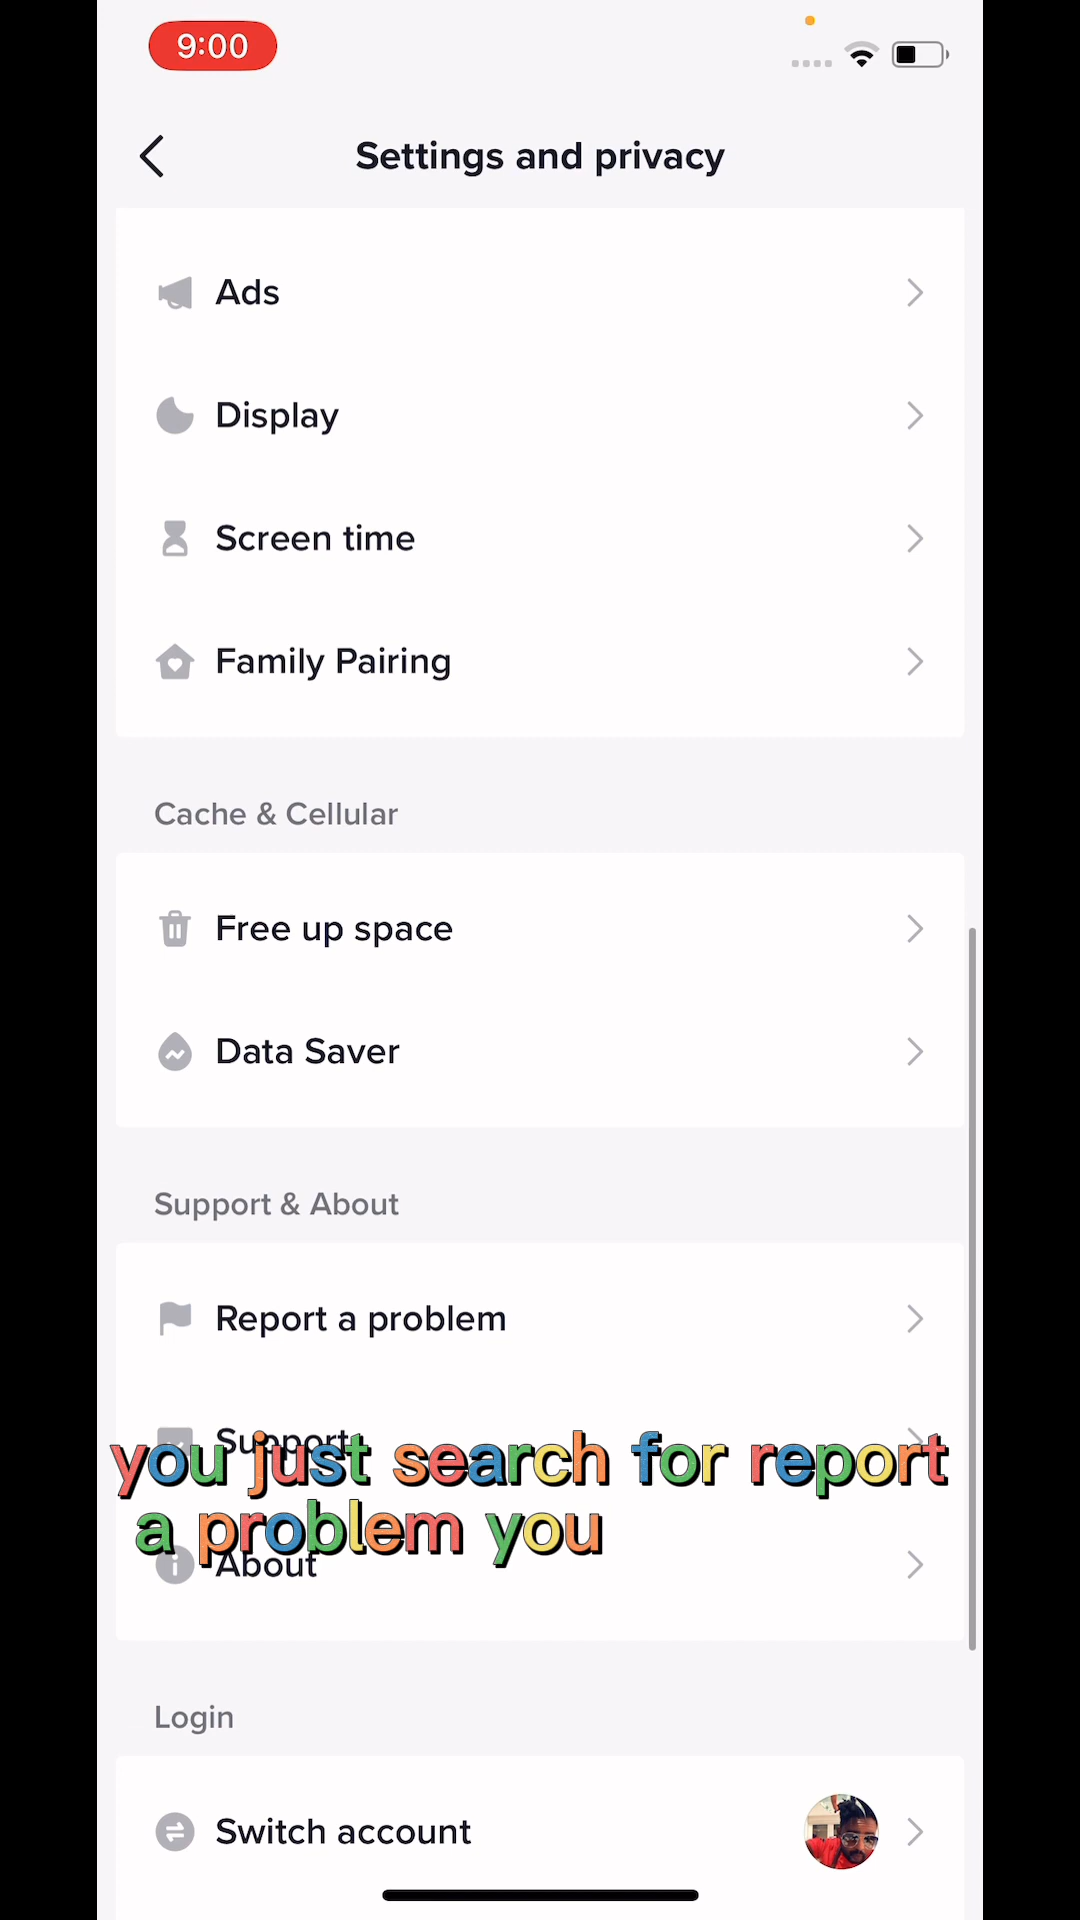 9:00
Settings and privacy
Ads
Display
Screen time
Family Pairing
Cache & Cellular
Free up space
Data Saver
Support & About
Report a problem
Support
you just search for report
a problem you
About
Login
Switch account